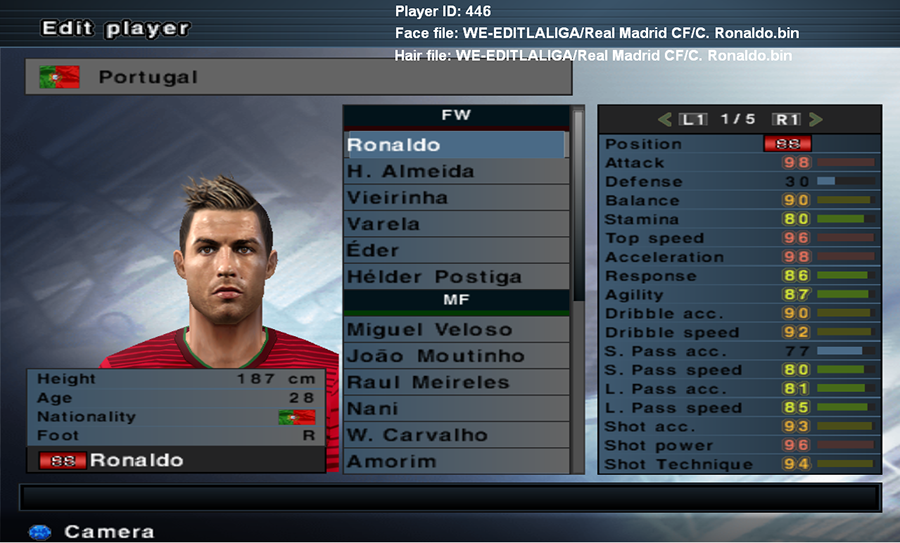 Edit player
Player ID: 446
Face file: WE-EDITLALIGA/Real Madrid CF/C. Ronaldo.bin
Hair file: WE-EDITLALIGA/Real Madrid CF/C. Ronaldo.bin
Portugal
FW
Ronaldo
H. Almeida
Vieirinha
Varela
Éder
Hélder Postiga
MF
Miguel Veloso
João Moutinho
Raul Meireles
Nani
W. Carvalho
Amorim
L1 1/5 R1
Position
Attack 98
Defense 30
Balance 90
Stamina 80
Top speed 96
Acceleration 98
Response 86
Agility 87
Dribble acc. 90
Dribble speed 92
S. Pass acc. 77
S. Pass speed 80
L. Pass acc. 81
L. Pass speed 85
Shot acc. 93
Shot power 96
Shot Technique 94
Height 187 cm
Age 28
Nationality
Foot R
Ronaldo
Camera